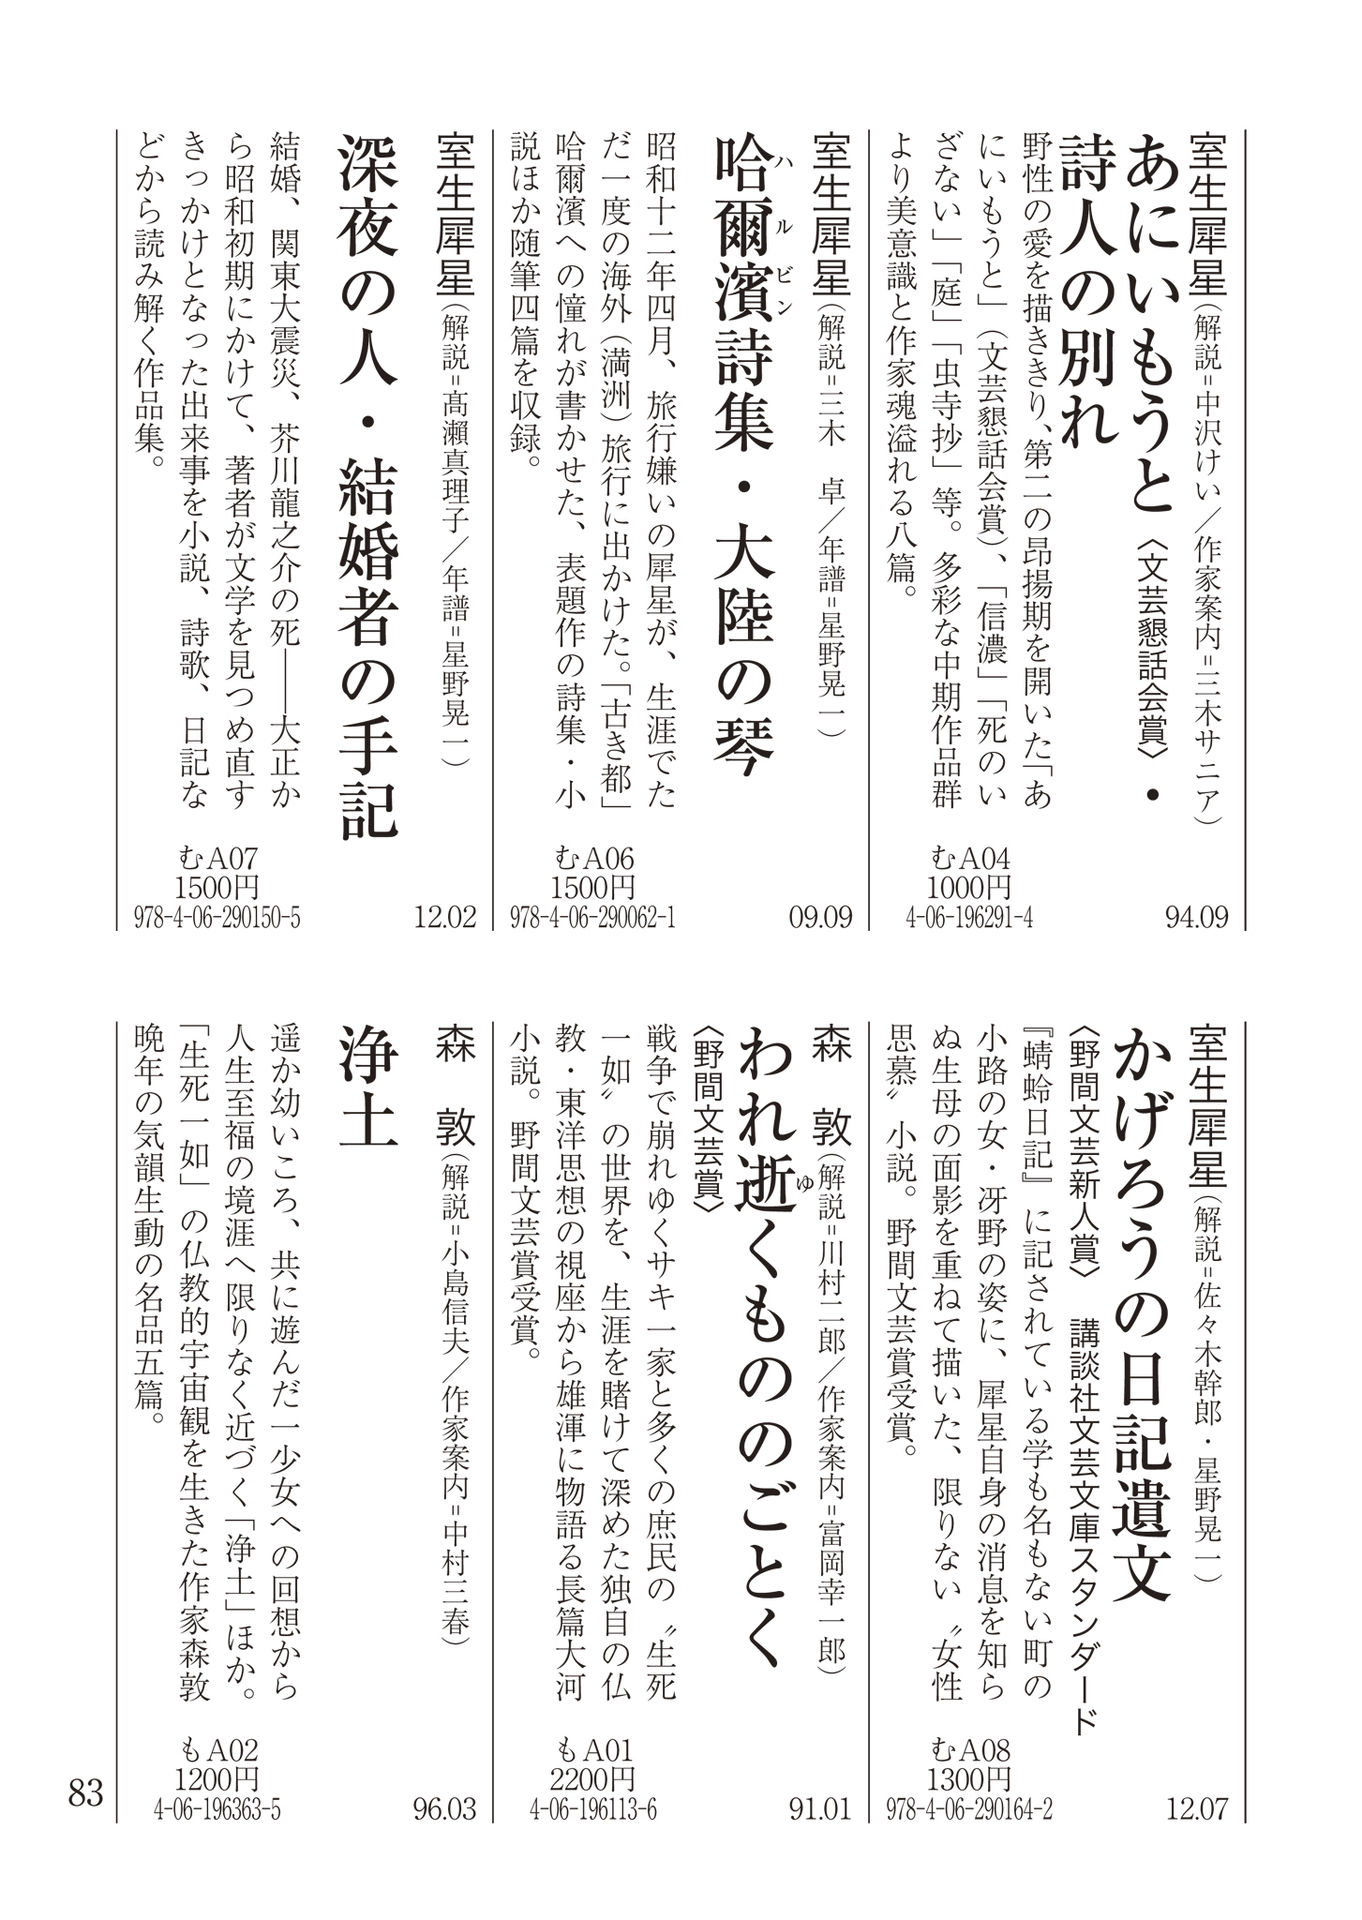 室生犀星(解説=中沢けい/作家案内=三木サニア)
あにいもうと〈文芸懇話会賞〉・
詩人の別れ
野性の愛を描ききり、第二の昂揚期を開いた「あ
にいもうと」(文芸懇話会賞)、「信濃」「死のい
ざない」「庭」「虫寺抄」等。多彩な中期作品群
より美意識と作家魂溢れる八篇。
むA04
1000円
4-06-196291-4
94.09
室生犀星(解説=三木 卓/年譜=星野晃一)
哈爾濱詩集・大陸の琴
ハルビン
昭和十二年四月、旅行嫌いの犀星が、生涯でた
だ一度の海外(満洲)旅行に出かけた。「古き都」
哈爾濱への憧れが書かせた、表題作の詩集・小
説ほか随筆四篇を収録。
むA06
1500円
978-4-06-290062-1
09.09
室生犀星(解説=髙瀨真理子/年譜=星野晃一)
深夜の人・結婚者の手記
結婚、関東大震災、芥川龍之介の死――大正か
ら昭和初期にかけて、著者が文学を見つめ直す
きっかけとなった出来事を小説、詩歌、日記な
どから読み解く作品集。
むA07
1500円
978-4-06-290150-5
12.02
室生犀星(解説=佐々木幹郎・星野晃一)
かげろうの日記遺文
〈野間文芸新人賞〉 講談社文芸文庫スタンダード
『蜻蛉日記』に記されている学も名もない町の
小路の女・冴野の姿に、犀星自身の消息を知ら
ぬ生母の面影を重ねて描いた、限りない〝女性
思慕〟小説。野間文芸賞受賞。
むA08
1300円
978-4-06-290164-2
12.07
森 敦(解説=川村二郎/作家案内=富岡幸一郎)
われ逝くもののごとく
ゆ
〈野間文芸賞〉
戦争で崩れゆくサキ一家と多くの庶民の〝生死
一如〟の世界を、生涯を賭けて深めた独自の仏
教・東洋思想の視座から雄渾に物語る長篇大河
小説。野間文芸賞受賞。
もA01
2200円
4-06-196113-6
91.01
森 敦(解説=小島信夫/作家案内=中村三春)
浄土
遥か幼いころ、共に遊んだ一少女への回想から
人生至福の境涯へ限りなく近づく「浄土」ほか。
「生死一如」の仏教的宇宙観を生きた作家森敦
晩年の気韻生動の名品五篇。
もA02
1200円
4-06-196363-5
96.03
83